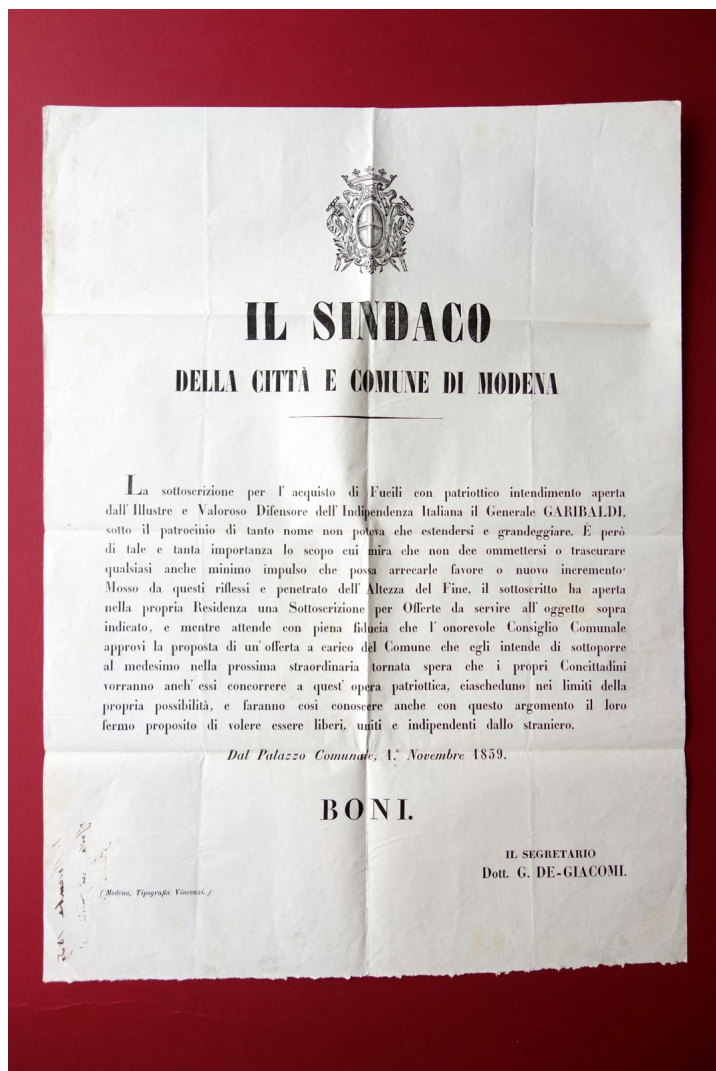 IL SINDACO
DELLA CITTÀ E COMUNE DI MODENA
La sottoscrizione per l' acquisto di Fucili con patriottico intendimento aperta
dall' Illustre e Valoroso Difensore dell' Indipendenza Italiana il Generale GARIBALDI,
sotto il patrocinio di tanto nome non poteva che estendersi e grandeggiare. È però
di tale e tanta importanza lo scopo cui mira che non dee ommettersi o trascurare
qualsiasi anche minimo impulso che possa arrecarle favore o nuovo incremento·
Mosso da questi riflessi e penetrato dell' Altezza del Fine, il sottoscritto ha aperta
nella propria Residenza una Sottoscrizione per Offerte da servire all' oggetto sopra
indicato, e mentre attende con piena fiducia che l' onorevole Consiglio Comunale
approvi la proposta di un' offerta a carico del Comune che egli intende di sottoporre
al medesimo nella prossima straordinaria tornata spera che i propri Concittadini
vorranno anch' essi concorrere a quest' opera patriottica, ciascheduno nei limiti della
propria possibilità, e faranno così conoscere anche con questo argomento il loro
fermo proposito di volere essere liberi, uniti e indipendenti dallo straniero.
Dal Palazzo Comunale, 1.° Novembre 1859.
BONI.
IL SEGRETARIO
Dott. G. DE-GIACOMI.
(Modena, Tipografia Vincenzi.)